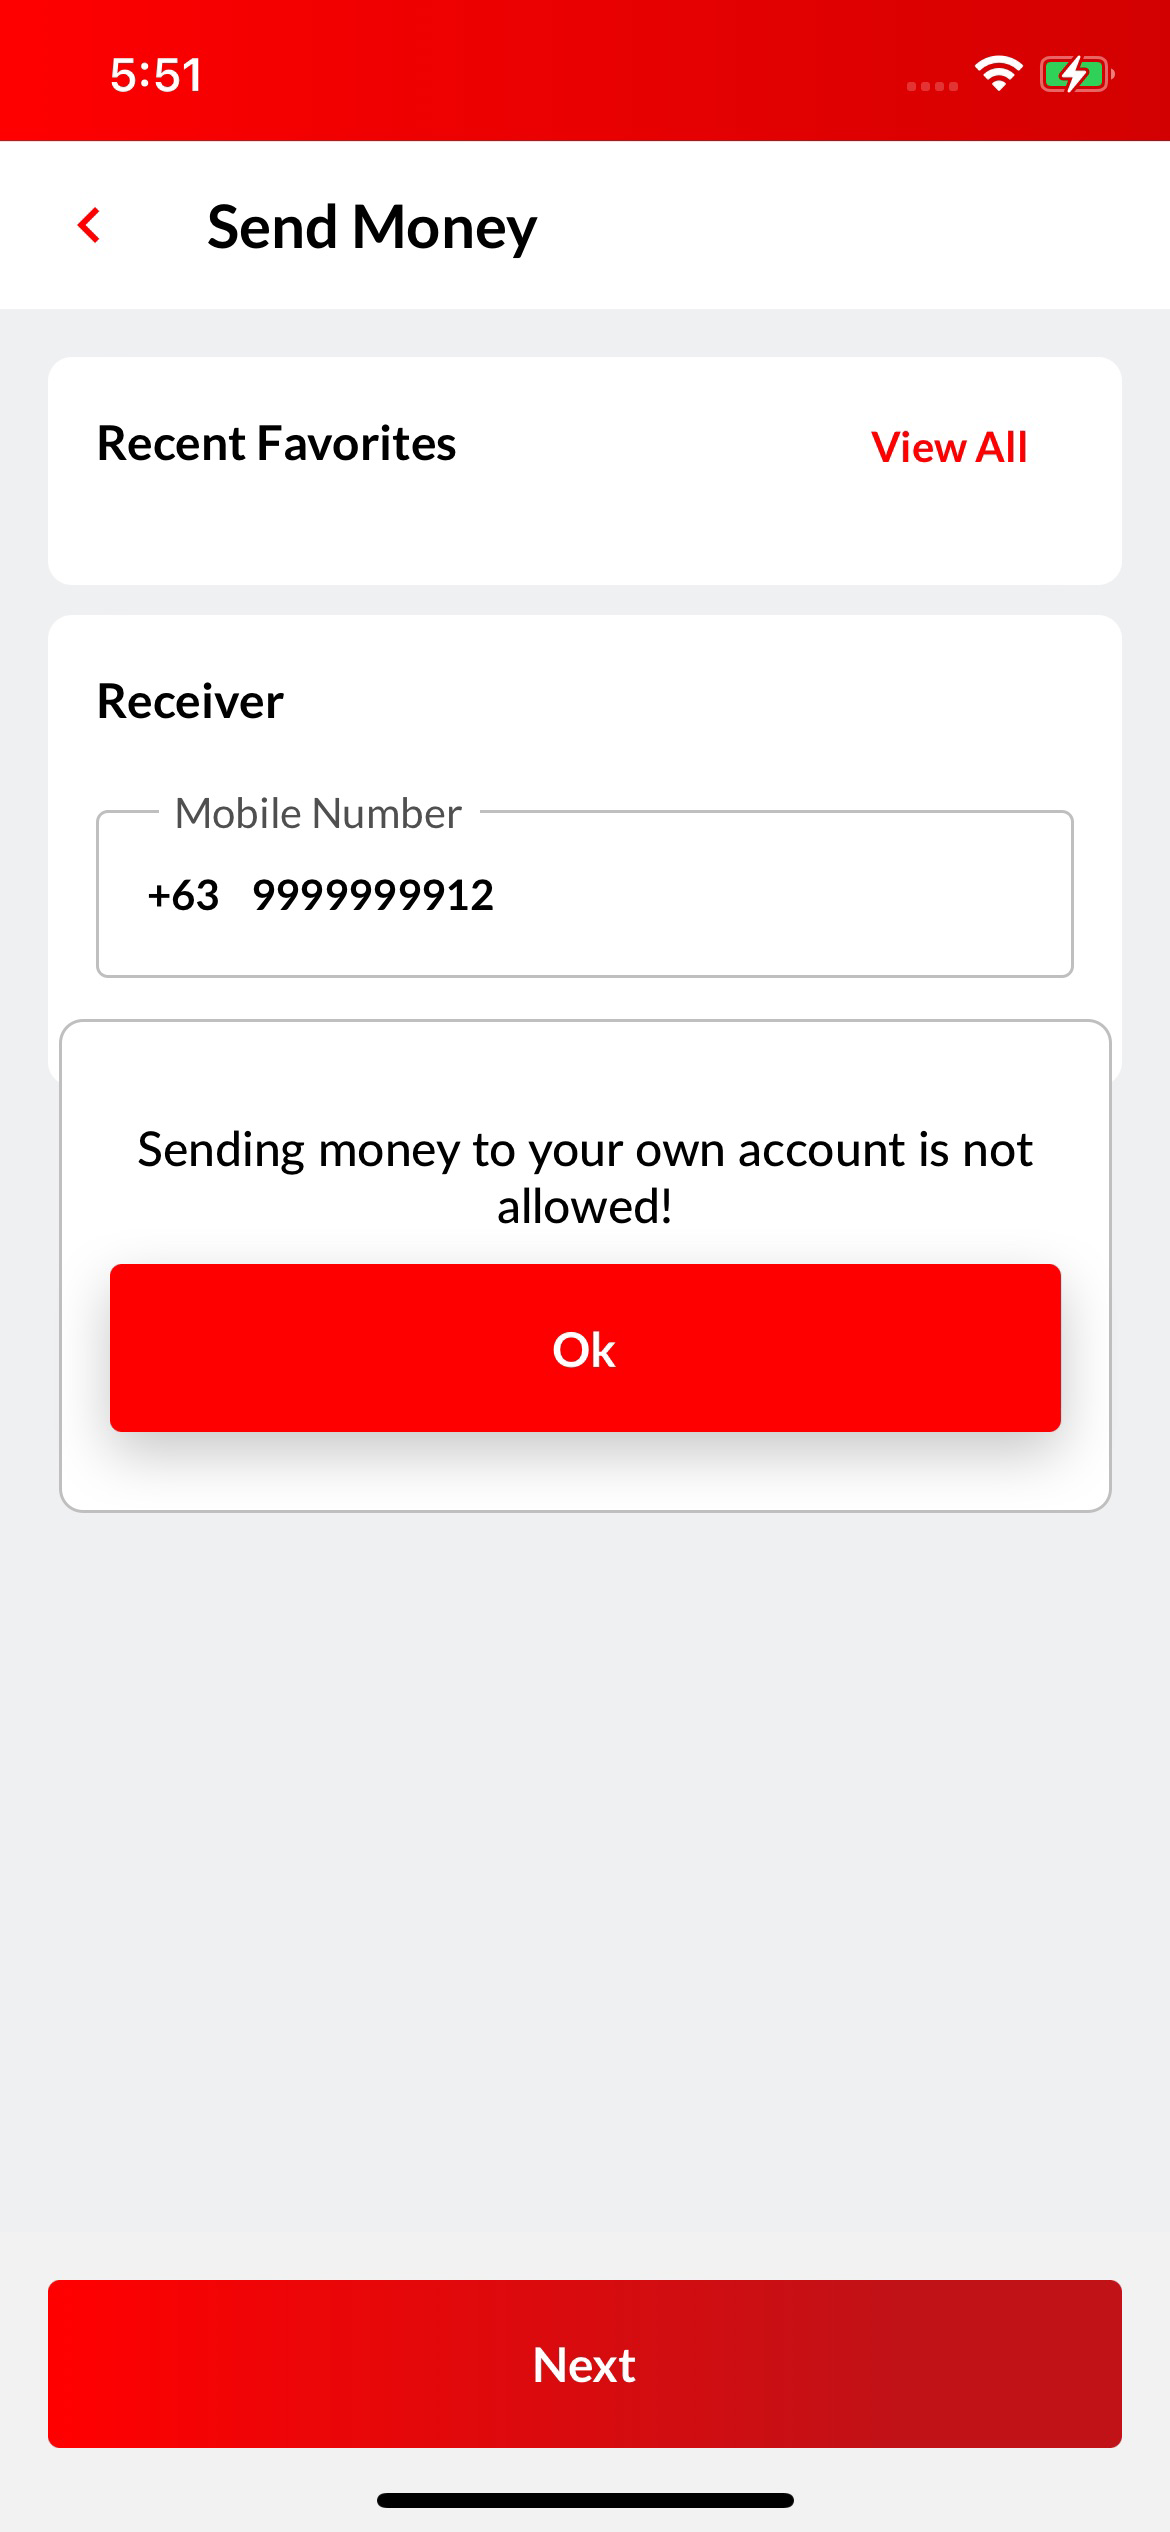 5:51
Send Money
Recent Favorites
View All
Receiver
Mobile Number
+63 9999999912
Sending money to your own account is not
allowed!
Ok
Next